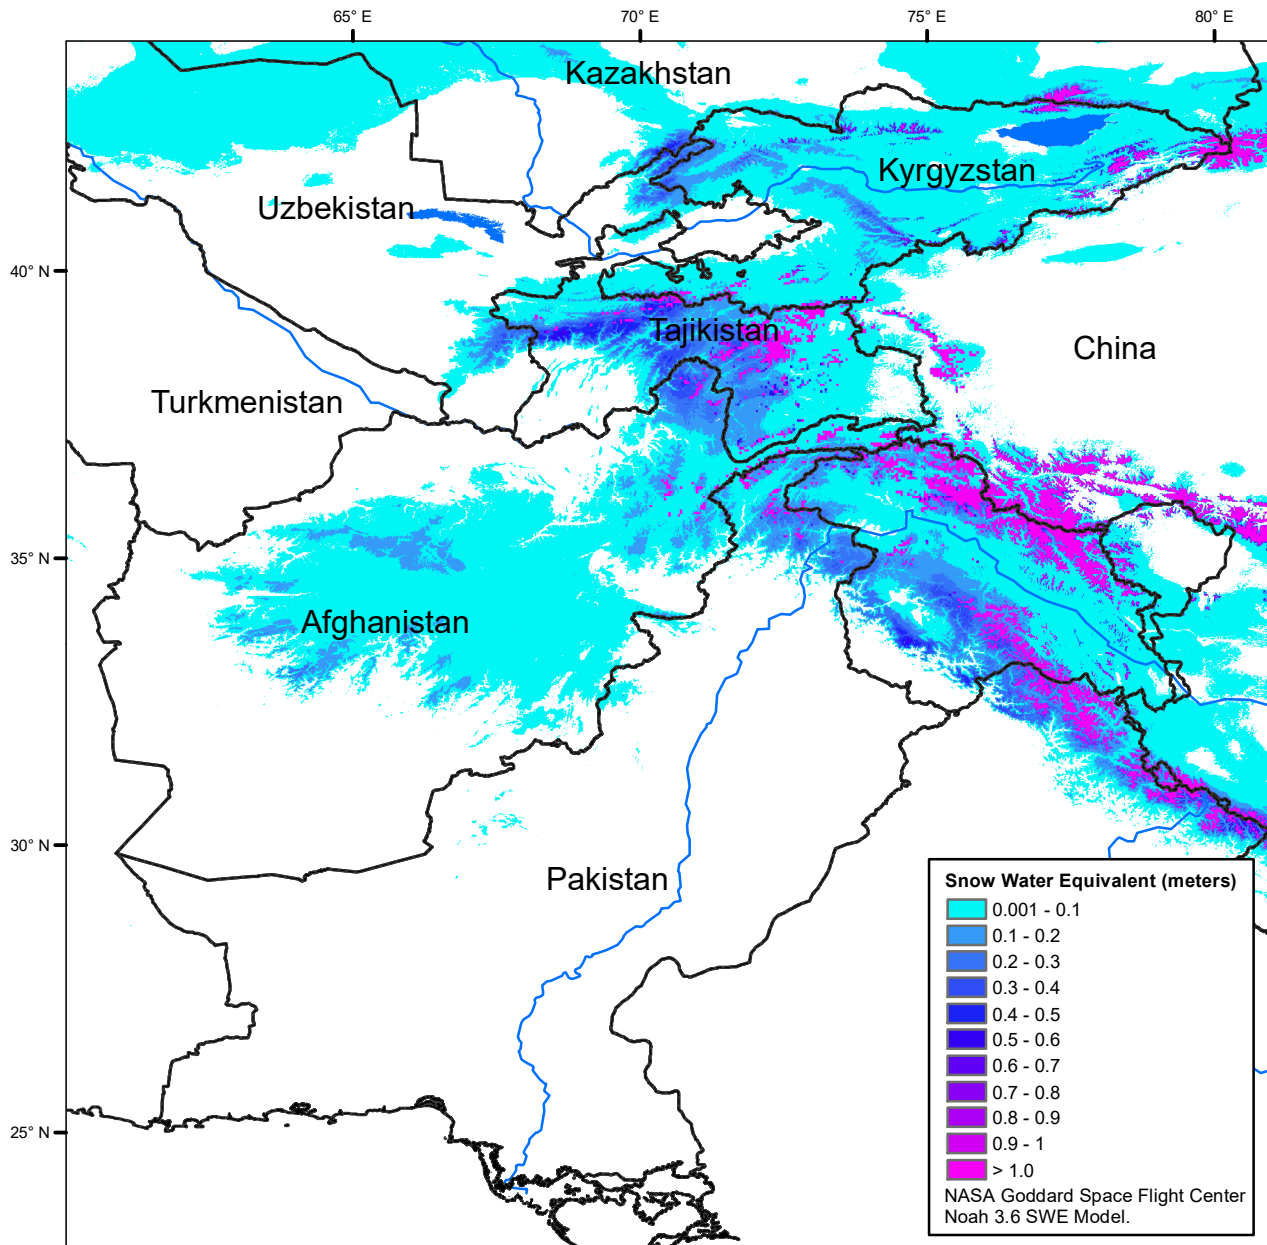 65° E 70° E 75° E 80° E
Kazakhstan
Kyrgyzstan
Uzbekistan
40° N
Tajikistan
China
Turkmenistan
35° N
Afghanistan
30° N
Pakistan
Snow Water Equivalent (meters)
0.001 - 0.1
0.1 - 0.2
0.2 - 0.3
0.3 - 0.4
0.4 - 0.5
0.5 - 0.6
0.6 - 0.7
0.7 - 0.8
0.8 - 0.9
0.9 - 1
> 1.0
25° N
NASA Goddard Space Flight Center
Noah 3.6 SWE Model.